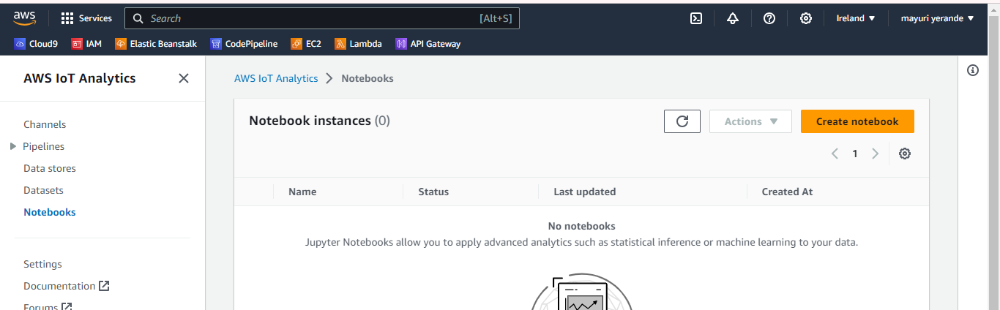 aws Services Search [Alt+S] Ireland mayuri yerande
Cloud9 IAM Elastic Beanstalk CodePipeline EC2 Lambda API Gateway
AWS IoT Analytics
Channels
Pipelines
Data stores
Datasets
Notebooks
Settings
Documentation
Forums
AWS IoT Analytics > Notebooks
Notebook instances (0) Actions Create notebook
1
Name Status Last updated Created At
No notebooks
Jupyter Notebooks allow you to apply advanced analytics such as statistical inference or machine learning to your data.